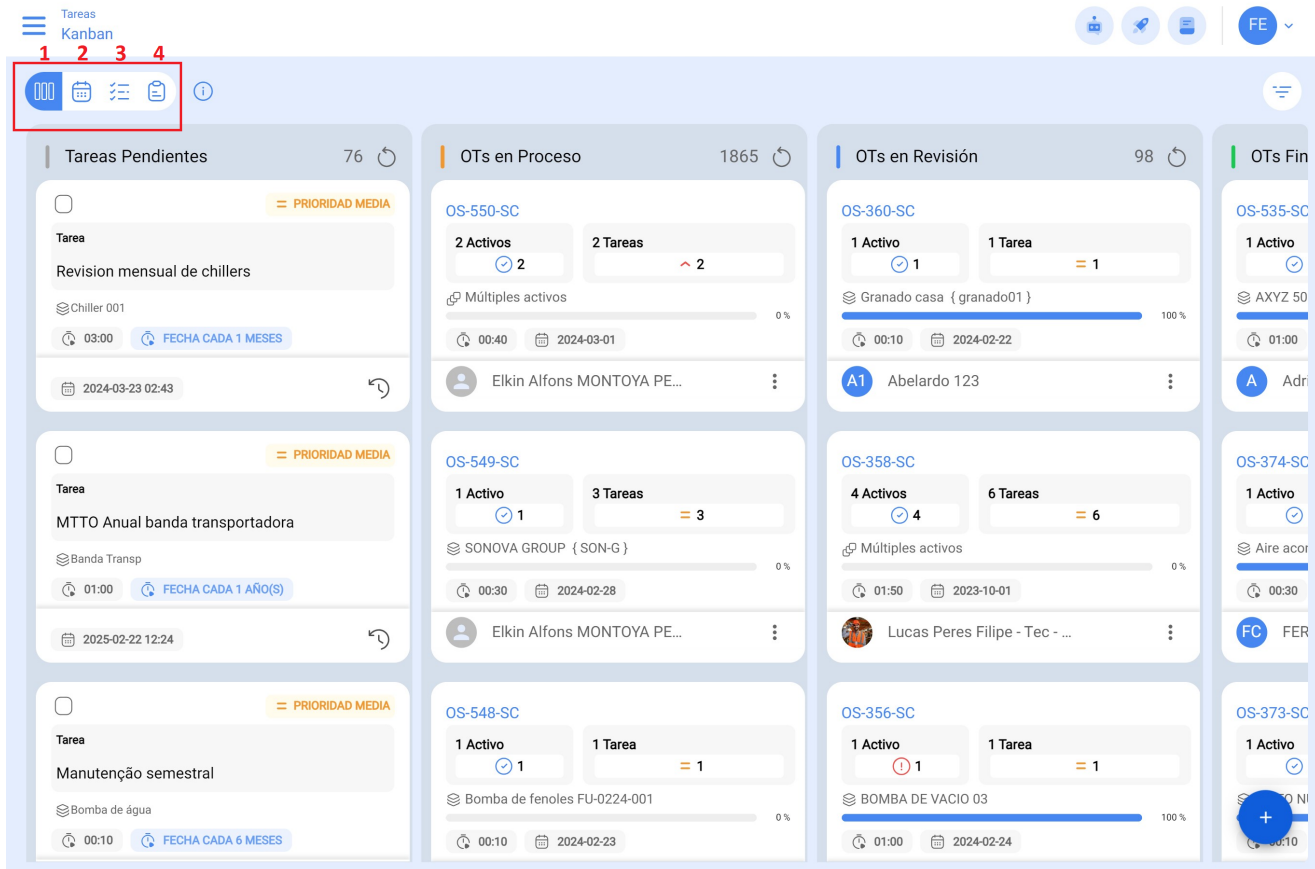 Tareas
Kanban
FE
1 2 3 4
Tareas Pendientes 76
PRIORIDAD MEDIA
Tarea
Revision mensual de chillers
Chiller 001
03:00 FECHA CADA 1 MESES
2024-03-23 02:43
PRIORIDAD MEDIA
Tarea
MTTO Anual banda transportadora
Banda Transp
01:00 FECHA CADA 1 AÑO(S)
2025-02-22 12:24
PRIORIDAD MEDIA
Tarea
Manutenção semestral
Bomba de água
00:10 FECHA CADA 6 MESES
OTs en Proceso 1865
OS-550-SC
2 Activos 2 Tareas
2 2
Múltiples activos
0 %
00:40 2024-03-01
Elkin Alfons MONTOYA PE...
OS-549-SC
1 Activo 3 Tareas
1 3
SONOVA GROUP { SON-G }
0 %
00:30 2024-02-28
Elkin Alfons MONTOYA PE...
OS-548-SC
1 Activo 1 Tarea
1 1
Bomba de fenoles FU-0224-001
0 %
00:10 2024-02-23
OTs en Revisión 98
OS-360-SC
1 Activo 1 Tarea
1 1
Granado casa { granado01 }
100 %
00:10 2024-02-22
A1 Abelardo 123
OS-358-SC
4 Activos 6 Tareas
4 6
Múltiples activos
0 %
01:50 2023-10-01
Lucas Peres Filipe - Tec - ...
OS-356-SC
1 Activo 1 Tarea
1 1
BOMBA DE VACIO 03
100 %
01:00 2024-02-24
OTs Fin
OS-535-SC
1 Activo
AXYZ 50
01:00
A Adri
OS-374-SC
1 Activo
Aire acor
00:30
FC FER
OS-373-SC
1 Activo
+